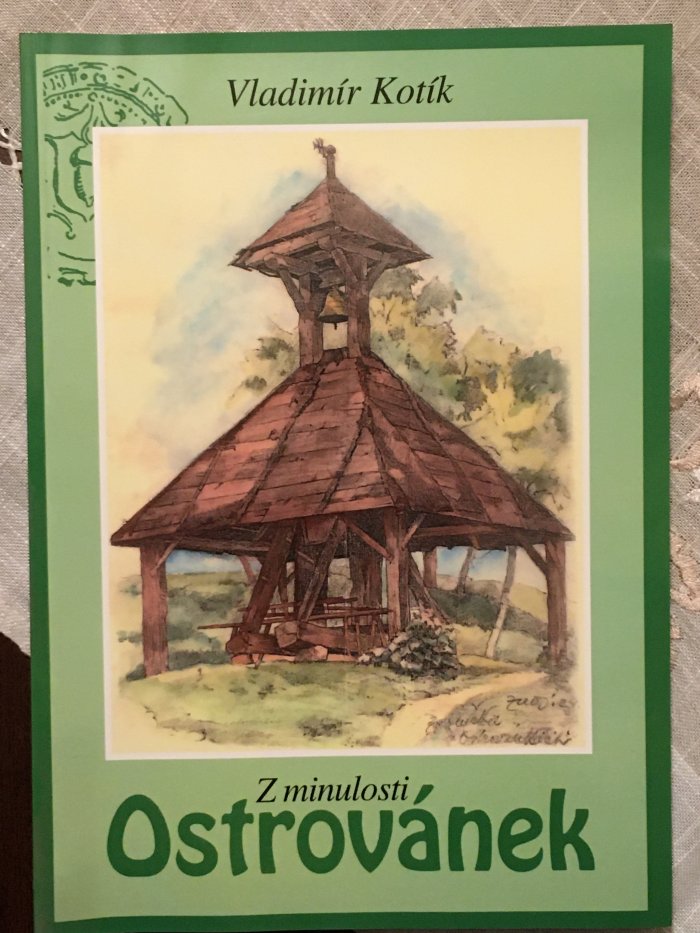 Vladimír Kotík
Z minulosti
Ostrovánek